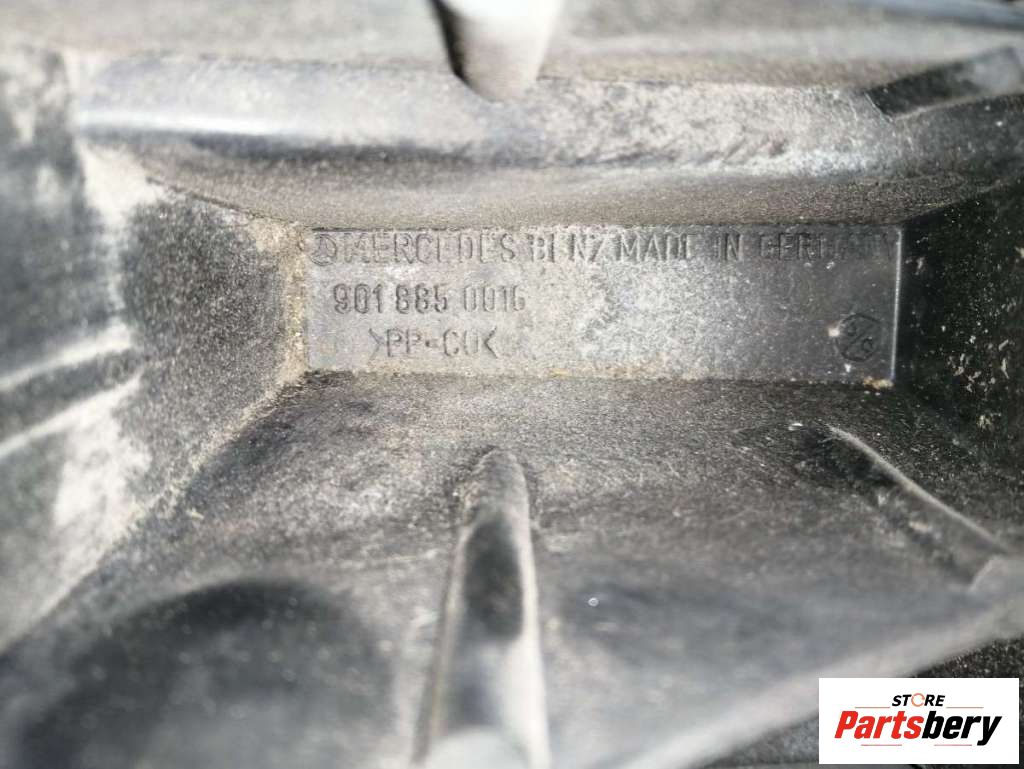 MERCEDES BENZ MADE IN GERMANY
901 885 0016
>PP-CO<
STORE
Partsbery